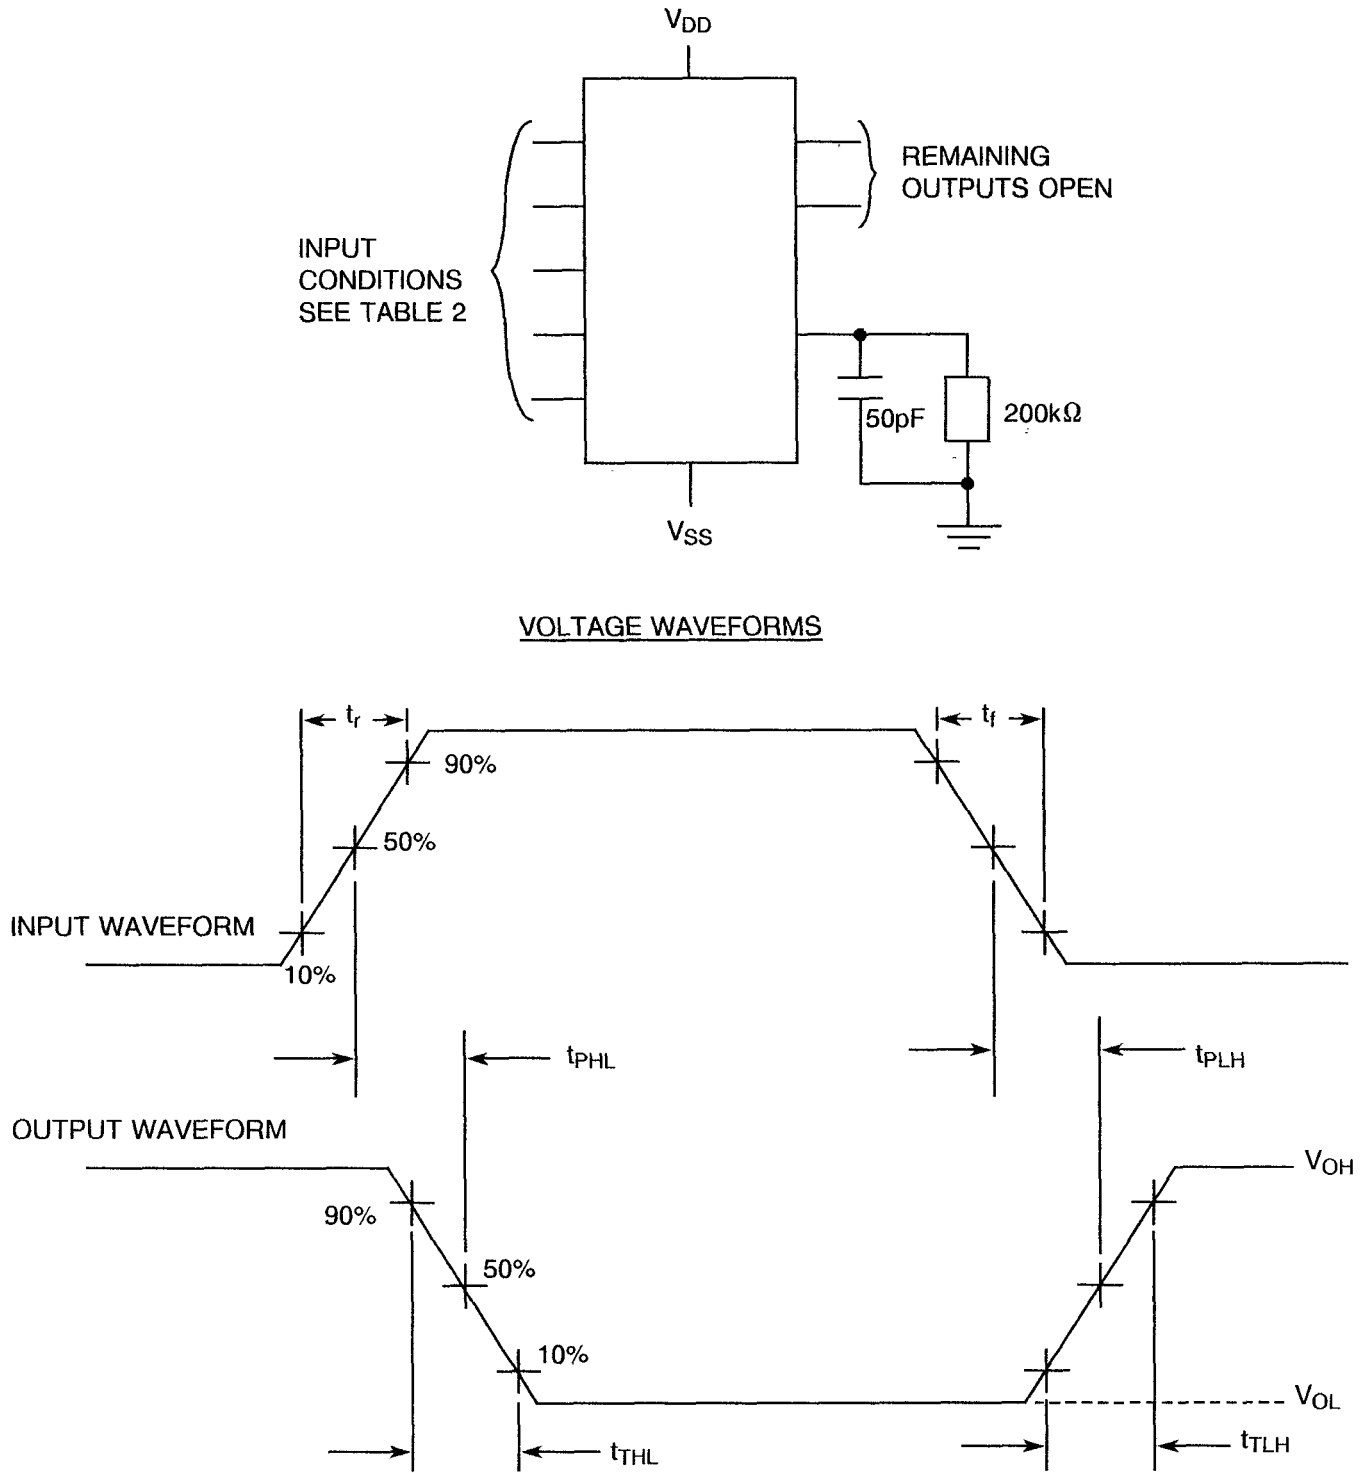 VDD
REMAINING
OUTPUTS OPEN
INPUT
CONDITIONS
SEE TABLE 2
50pF
200kΩ
VSS
VOLTAGE WAVEFORMS
tr
tf
90%
50%
INPUT WAVEFORM
10%
tPHL
tPLH
OUTPUT WAVEFORM
VOH
90%
50%
10%
VOL
tTHL
tTLH